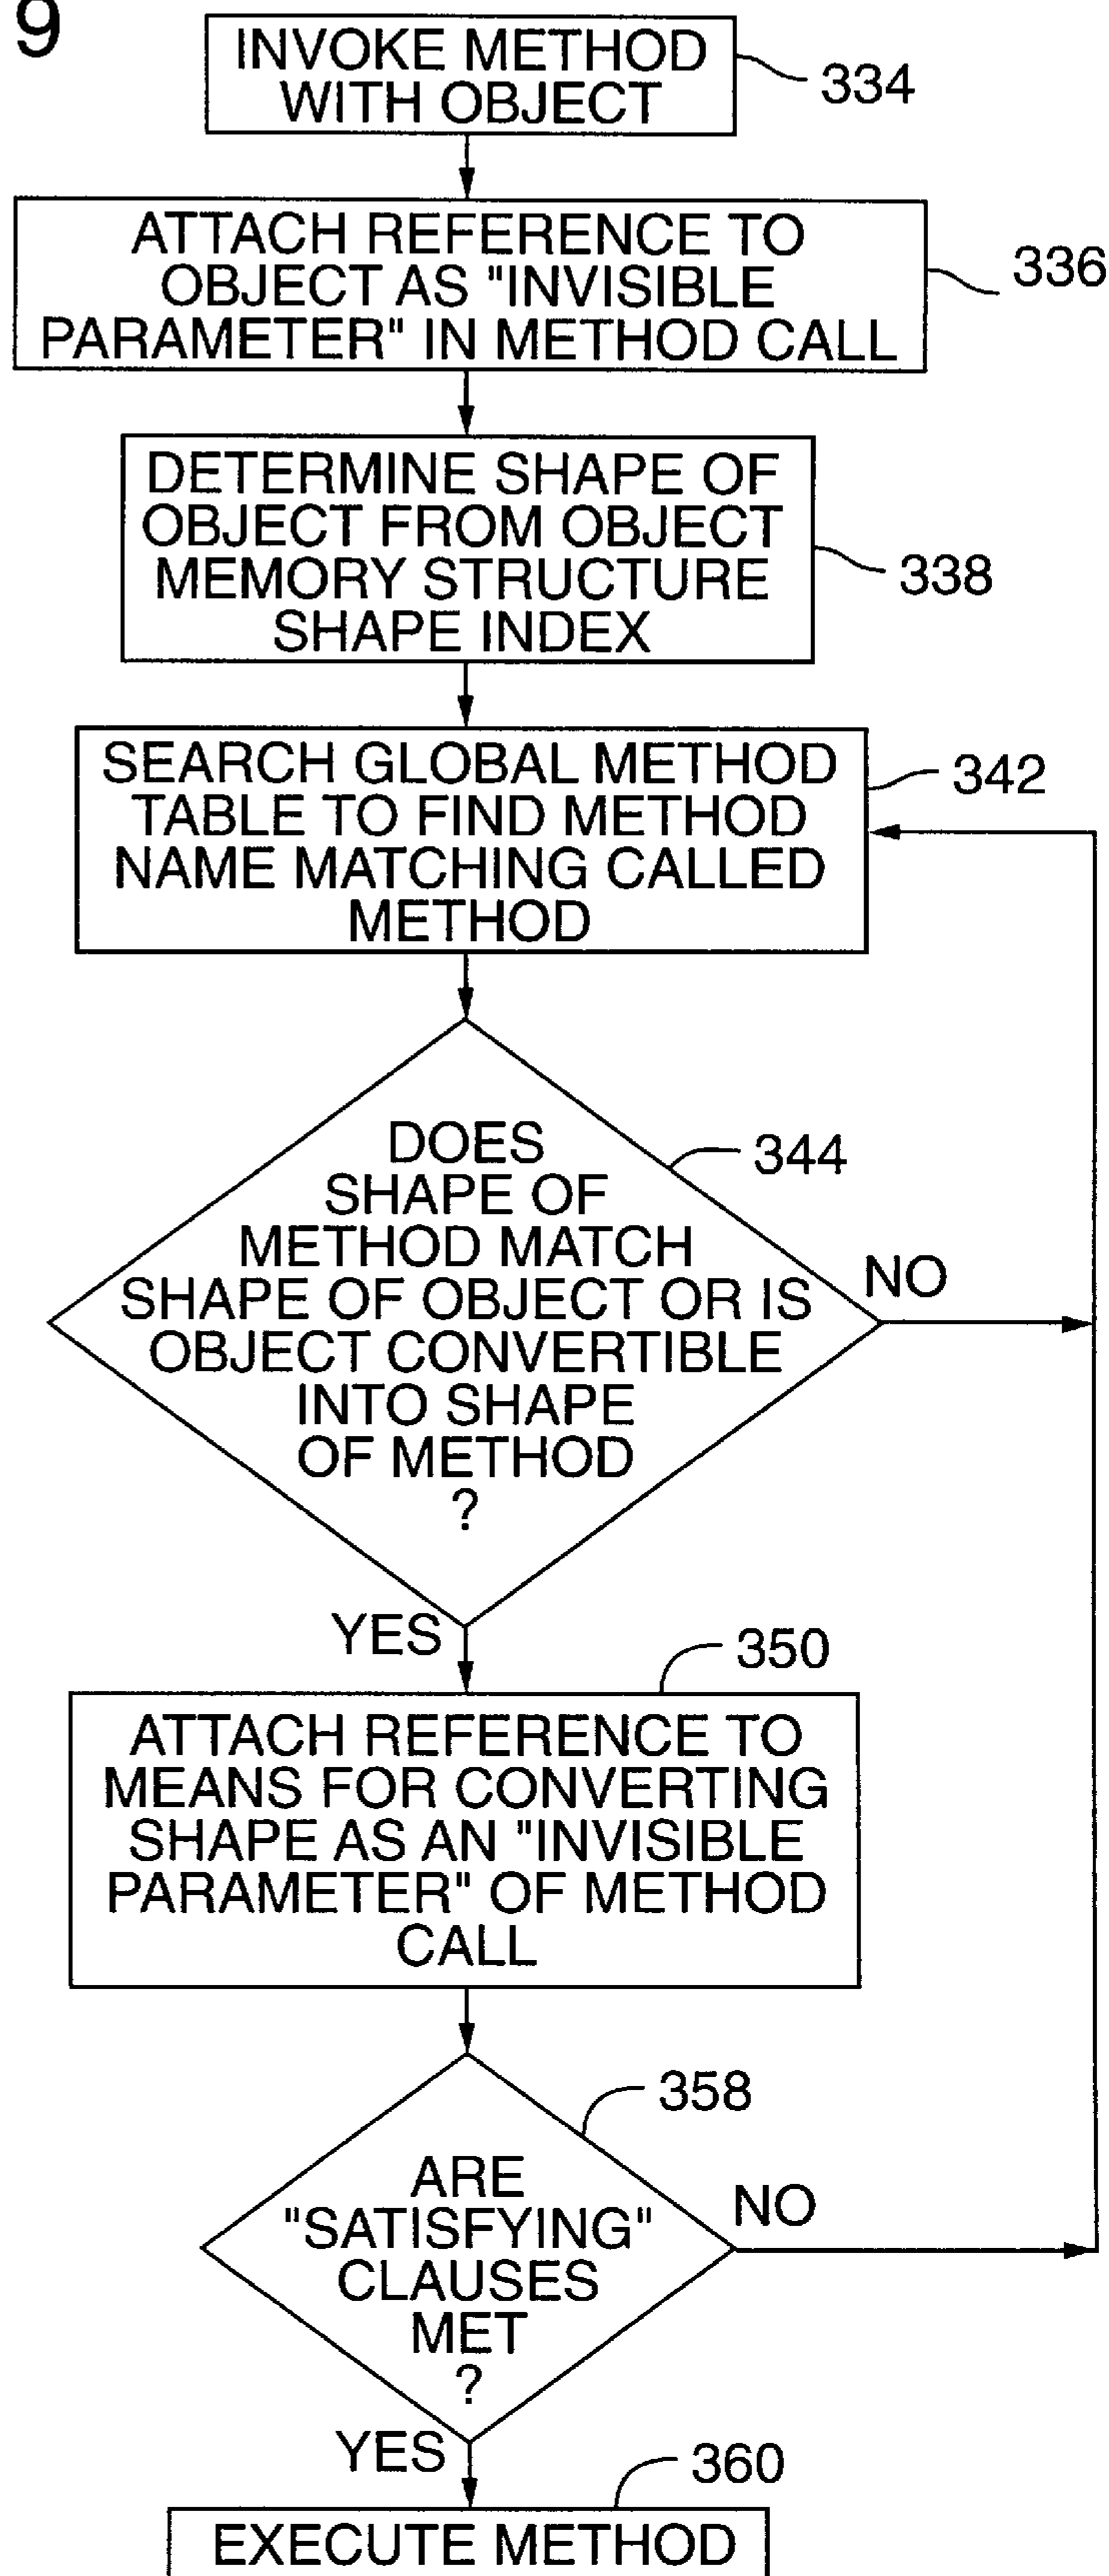 9
INVOKE METHOD
WITH OBJECT
334
ATTACH REFERENCE TO
OBJECT AS "INVISIBLE
PARAMETER" IN METHOD CALL
336
DETERMINE SHAPE OF
OBJECT FROM OBJECT
MEMORY STRUCTURE
SHAPE INDEX
338
SEARCH GLOBAL METHOD
TABLE TO FIND METHOD
NAME MATCHING CALLED
METHOD
342
DOES
SHAPE OF
METHOD MATCH
SHAPE OF OBJECT OR IS
OBJECT CONVERTIBLE
INTO SHAPE
OF METHOD
?
344
NO
YES
350
ATTACH REFERENCE TO
MEANS FOR CONVERTING
SHAPE AS AN "INVISIBLE
PARAMETER" OF METHOD
CALL
358
ARE
"SATISFYING"
CLAUSES
MET
?
NO
YES
360
EXECUTE METHOD